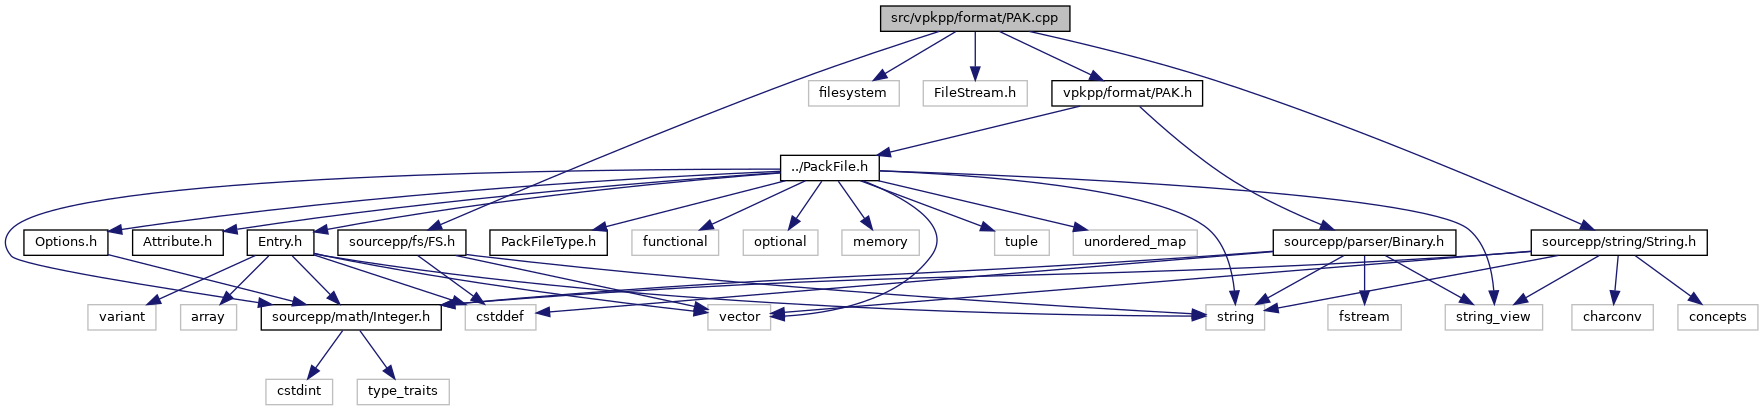 src/vpkpp/format/PAK.cpp
filesystem
FileStream.h
vpkpp/format/PAK.h
../PackFile.h
Options.h
Attribute.h
Entry.h
sourcepp/fs/FS.h
PackFileType.h
functional
optional
memory
tuple
unordered_map
sourcepp/parser/Binary.h
sourcepp/string/String.h
variant
array
sourcepp/math/Integer.h
cstddef
vector
string
fstream
string_view
charconv
concepts
cstdint
type_traits